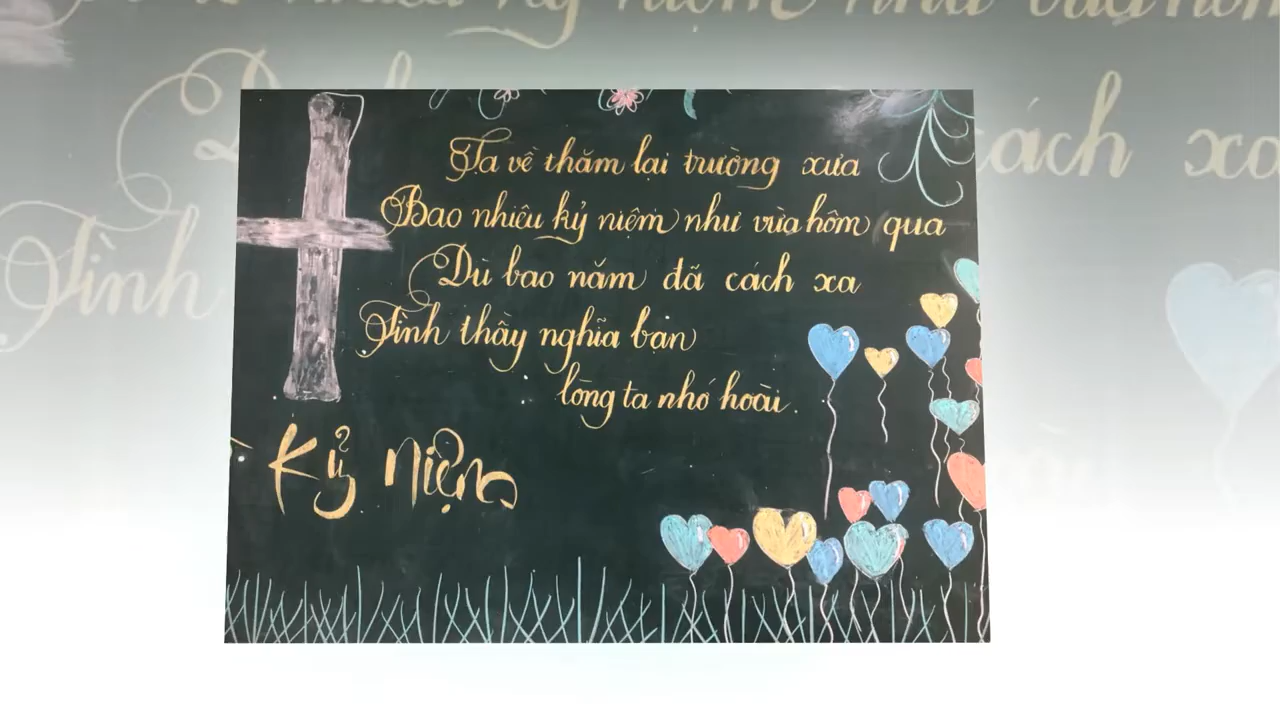 Ta về thăm lại trường xưa
Bao nhiêu kỷ niệm như vừa hôm qua
Dù bao năm đã cách xa
Tình thầy nghĩa bạn
lòng ta nhớ hoài.
Kỷ niệm